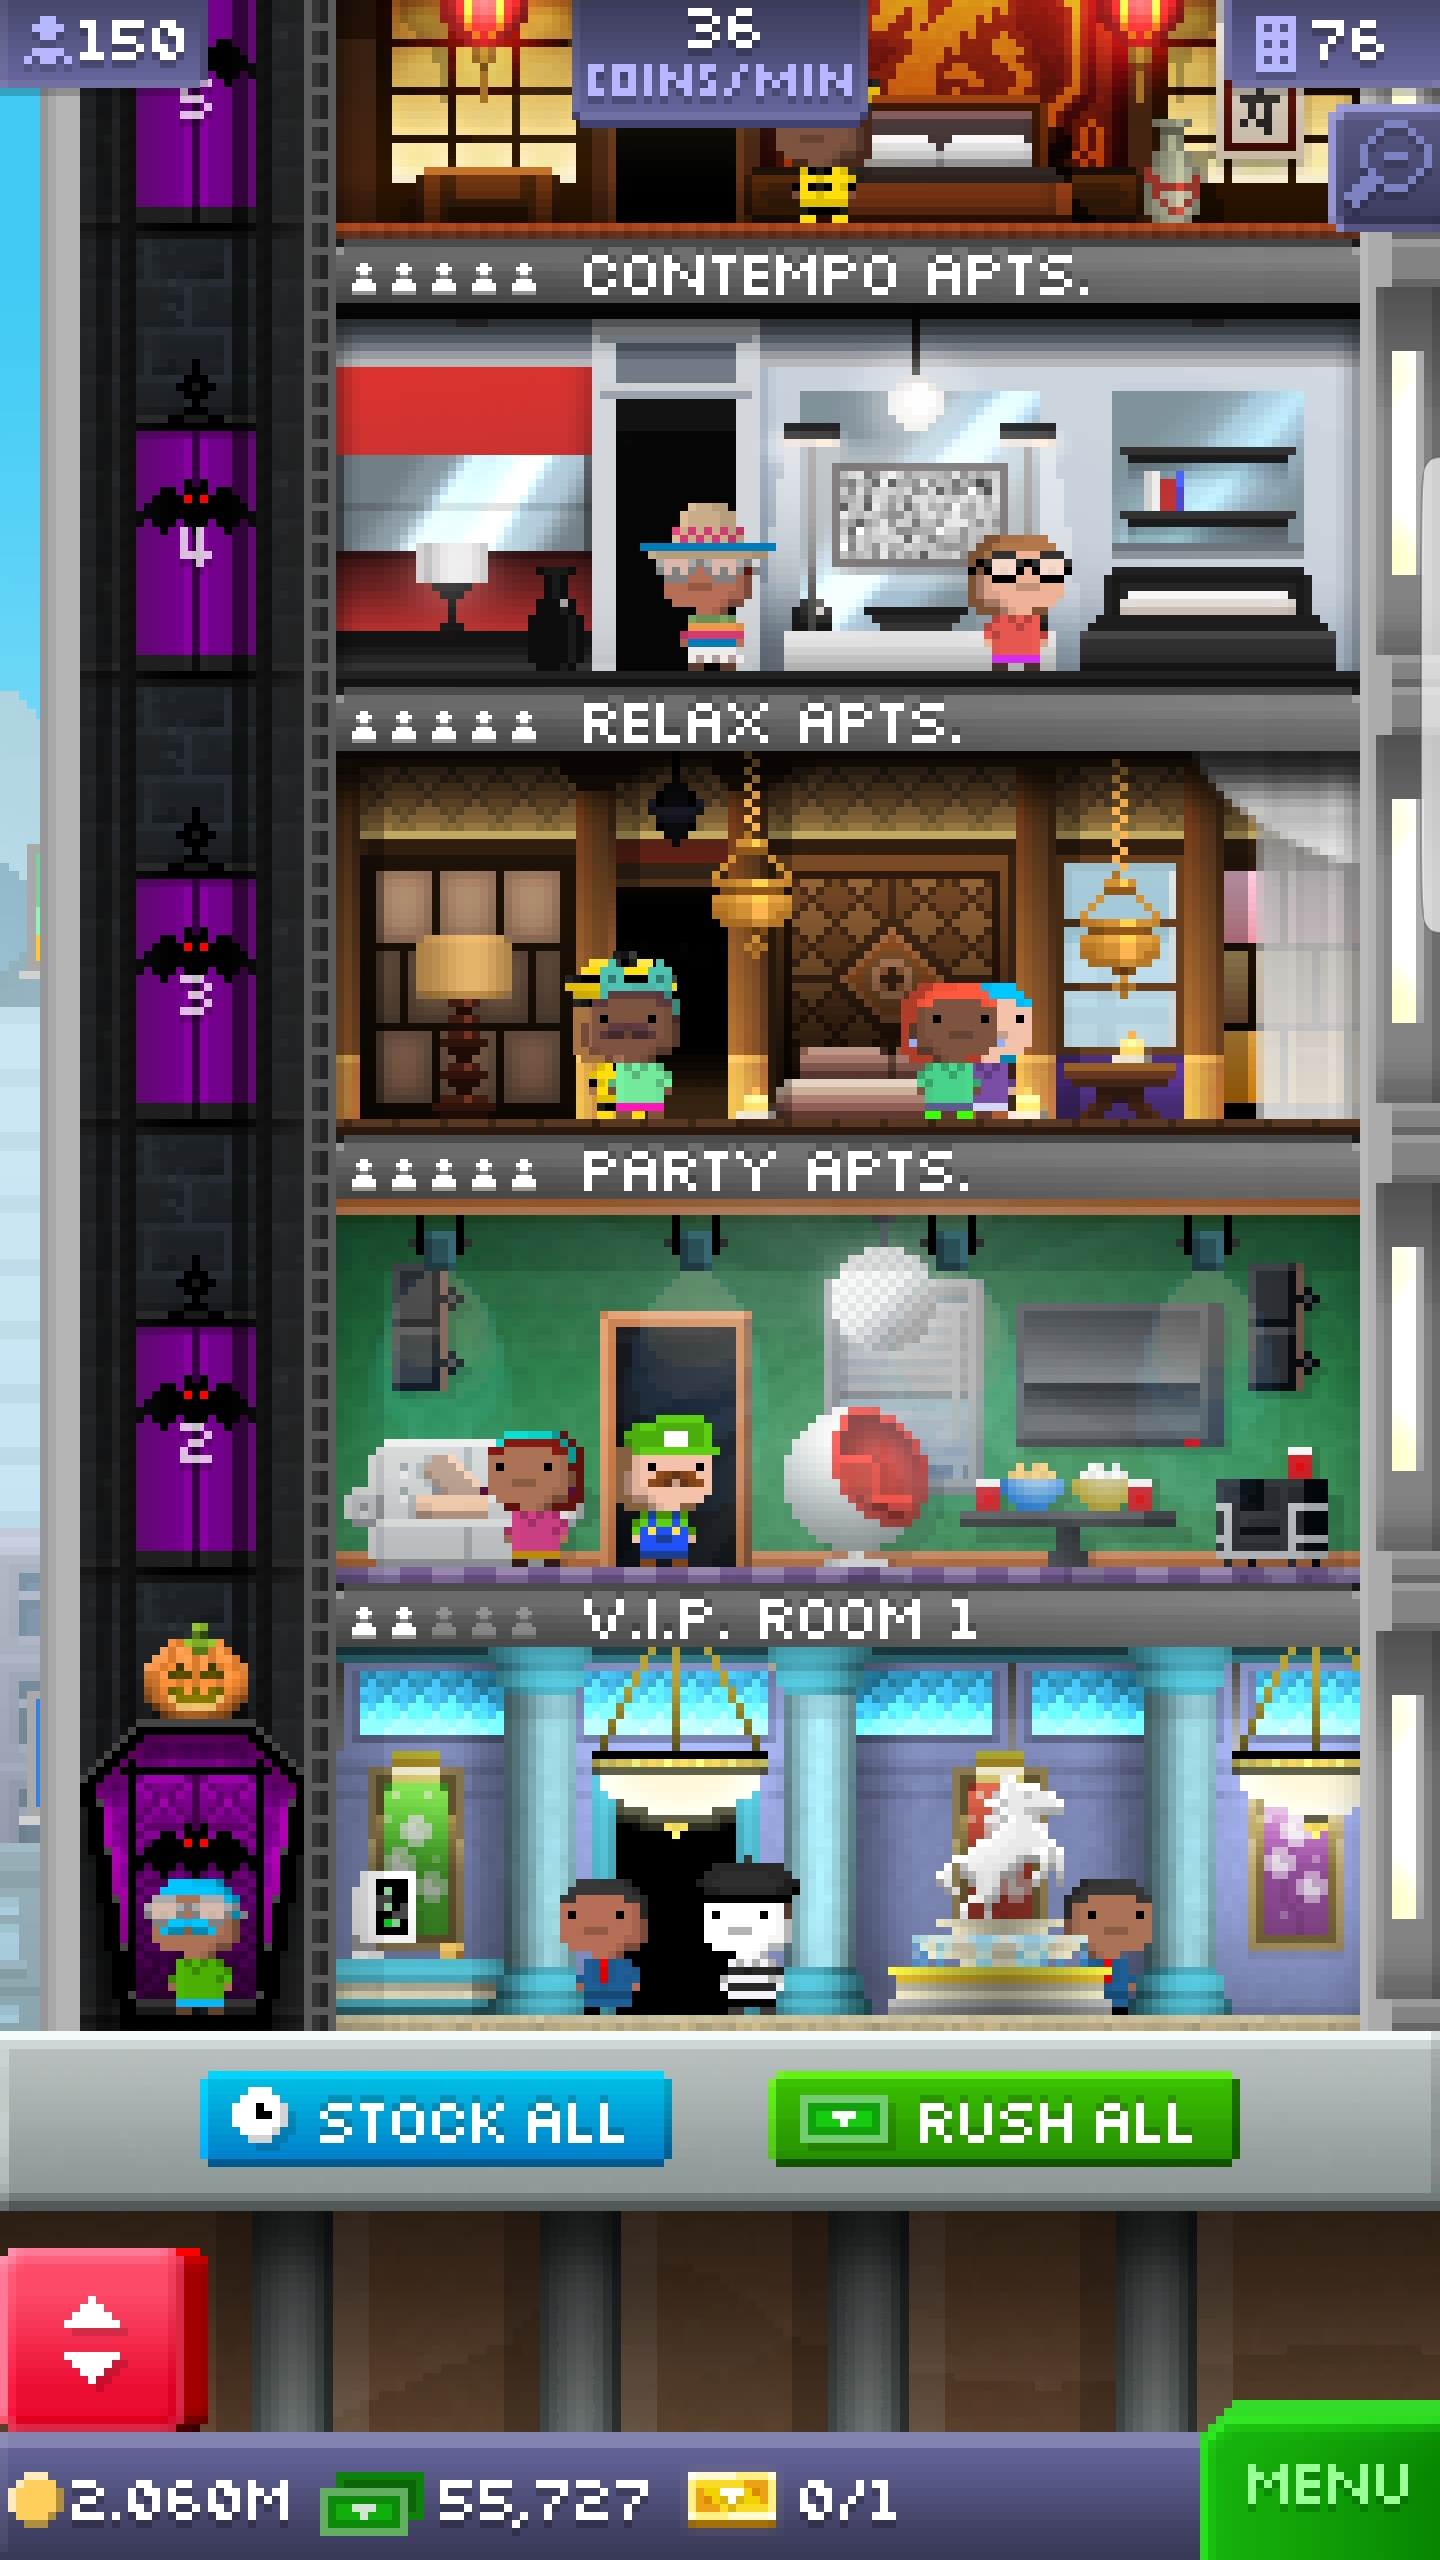 150
36
COINS/MIN
76
5
CONTEMPO APTS.
4
RELAX APTS.
3
PARTY APTS.
2
V.I.P. ROOM 1
STOCK ALL
RUSH ALL
2.060M
55,727
0/1
MENU